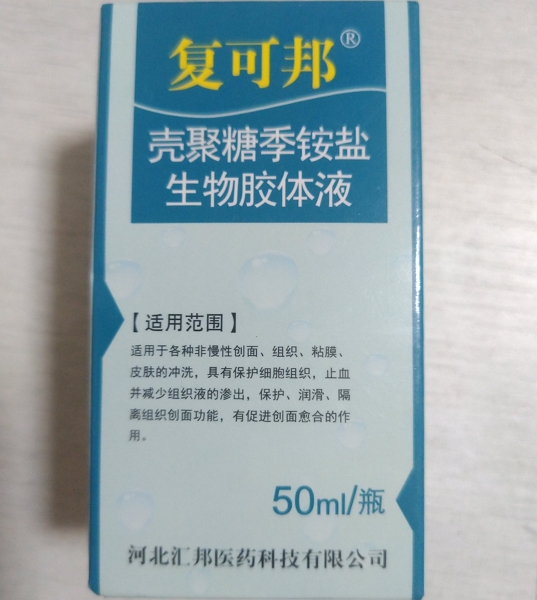 复可邦®
壳聚糖季铵盐
生物胶体液
【适用范围】
适用于各种非慢性创面、组织、粘膜、
皮肤的冲洗，具有保护细胞组织，止血
并减少组织液的渗出，保护、润滑、隔
离组织创面功能，有促进创面愈合的作
用。
50ml/瓶
河北汇邦医药科技有限公司